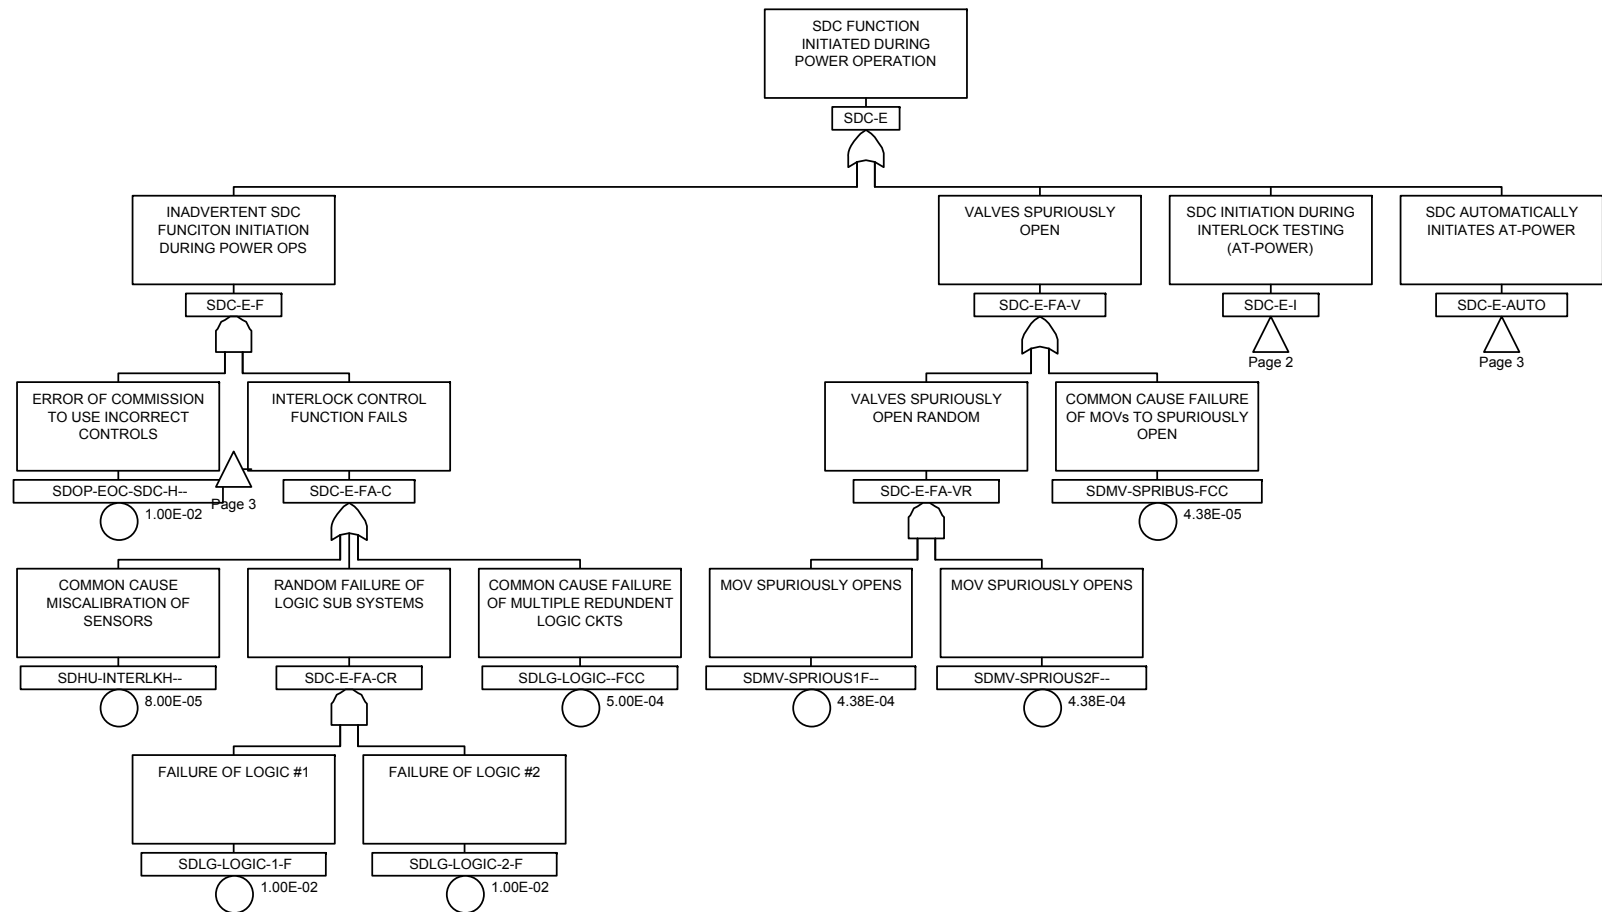 SDC FUNCTION
INITIATED DURING
POWER OPERATION
SDC-E
INADVERTENT SDC
FUNCITON INITIATION
DURING POWER OPS
SDC-E-F
VALVES SPURIOUSLY
OPEN
SDC-E-FA-V
SDC INITIATION DURING
INTERLOCK TESTING
(AT-POWER)
SDC-E-I
Page 2
SDC AUTOMATICALLY
INITIATES AT-POWER
SDC-E-AUTO
Page 3
ERROR OF COMMISSION
TO USE INCORRECT
CONTROLS
SDOP-EOC-SDC-H--
1.00E-02
Page 3
INTERLOCK CONTROL
FUNCTION FAILS
SDC-E-FA-C
VALVES SPURIOUSLY
OPEN RANDOM
SDC-E-FA-VR
COMMON CAUSE FAILURE
OF MOVs TO SPURIOUSLY
OPEN
SDMV-SPRIBUS-FCC
4.38E-05
COMMON CAUSE
MISCALIBRATION OF
SENSORS
SDHU-INTERLKH--
8.00E-05
RANDOM FAILURE OF
LOGIC SUB SYSTEMS
SDC-E-FA-CR
COMMON CAUSE FAILURE
OF MULTIPLE REDUNDENT
LOGIC CKTS
SDLG-LOGIC--FCC
5.00E-04
MOV SPURIOUSLY OPENS
SDMV-SPRIOUS1F--
4.38E-04
MOV SPURIOUSLY OPENS
SDMV-SPRIOUS2F--
4.38E-04
FAILURE OF LOGIC #1
SDLG-LOGIC-1-F
1.00E-02
FAILURE OF LOGIC #2
SDLG-LOGIC-2-F
1.00E-02